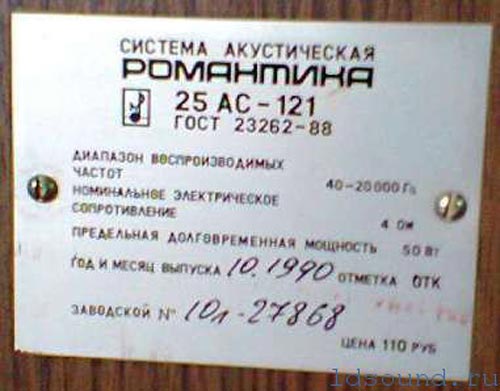 СИСТЕМА АКУСТИЧЕСКАЯ
РОМАНТИКА
25 АС-121
ГОСТ 23262-88
ДИАПАЗОН ВОСПРОИЗВОДИМЫХ
ЧАСТОТ 40-20000 Гц
НОМИНАЛЬНОЕ ЭЛЕКТРИЧЕСКОЕ
СОПРОТИВЛЕНИЕ 4 ОМ
ПРЕДЕЛЬНАЯ ДОЛГОВРЕМЕННАЯ МОЩНОСТЬ 50 Вт
ГОД И МЕСЯЦ ВЫПУСКА 10.1990 ОТМЕТКА ОТК
ЗАВОДСКОЙ № 10л-27868
ЦЕНА 110 РУБ
ldsound.ru